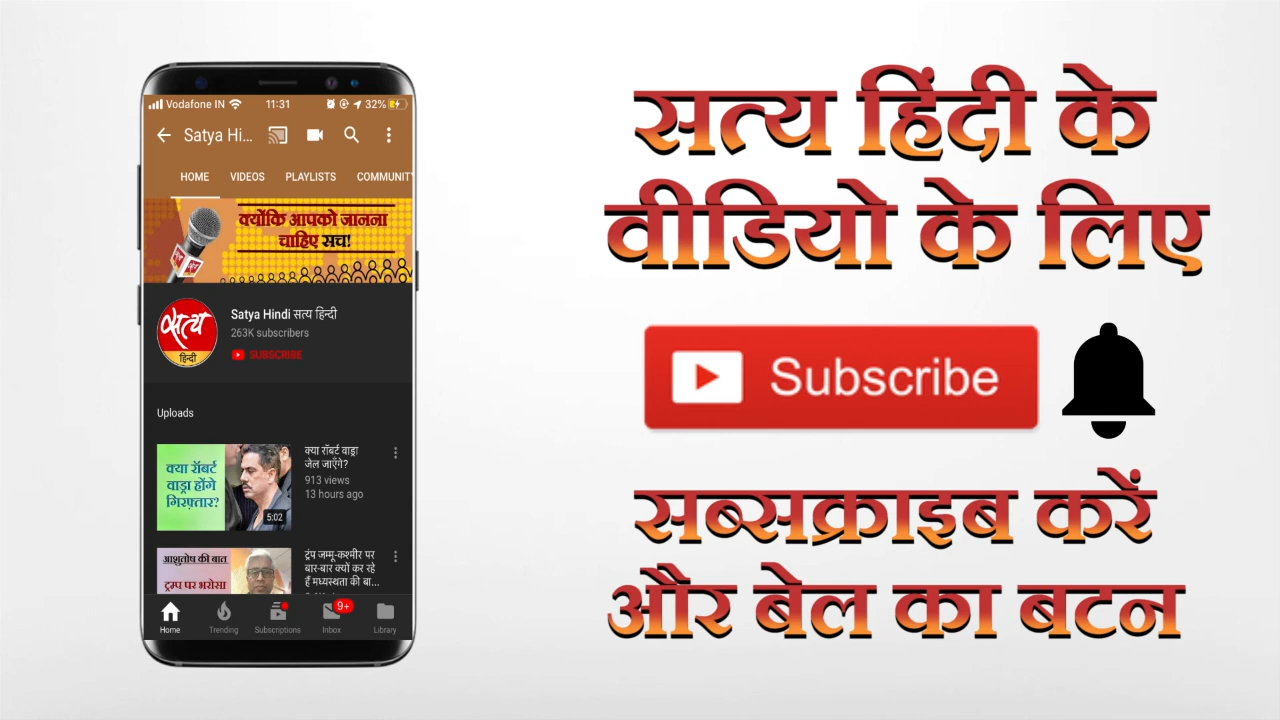 Vodafone IN 11:31 32%
Satya Hi...
HOME VIDEOS PLAYLISTS COMMUNITY
क्योंकि आपको जानना
चाहिए सच!
सत्य
हिन्दी
Satya Hindi सत्य हिन्दी
263K subscribers
SUBSCRIBE
Uploads
क्या रॉबर्ट
वाड्रा होंगे
गिरफ़्तार?
5:02
क्या रॉबर्ट वाड्रा
जेल जाएँगे?
913 views
13 hours ago
आशुतोष की बात
ट्रम्प पर भरोसा
ट्रंप जम्मू-कश्मीर पर
बार-बार क्यों कर रहे
हैं मध्यस्थता की बा...
9+
Home Trending Subscriptions Inbox Library
सत्य हिंदी के
वीडियो के लिए
Subscribe
सब्सक्राइब करें
और बेल का बटन